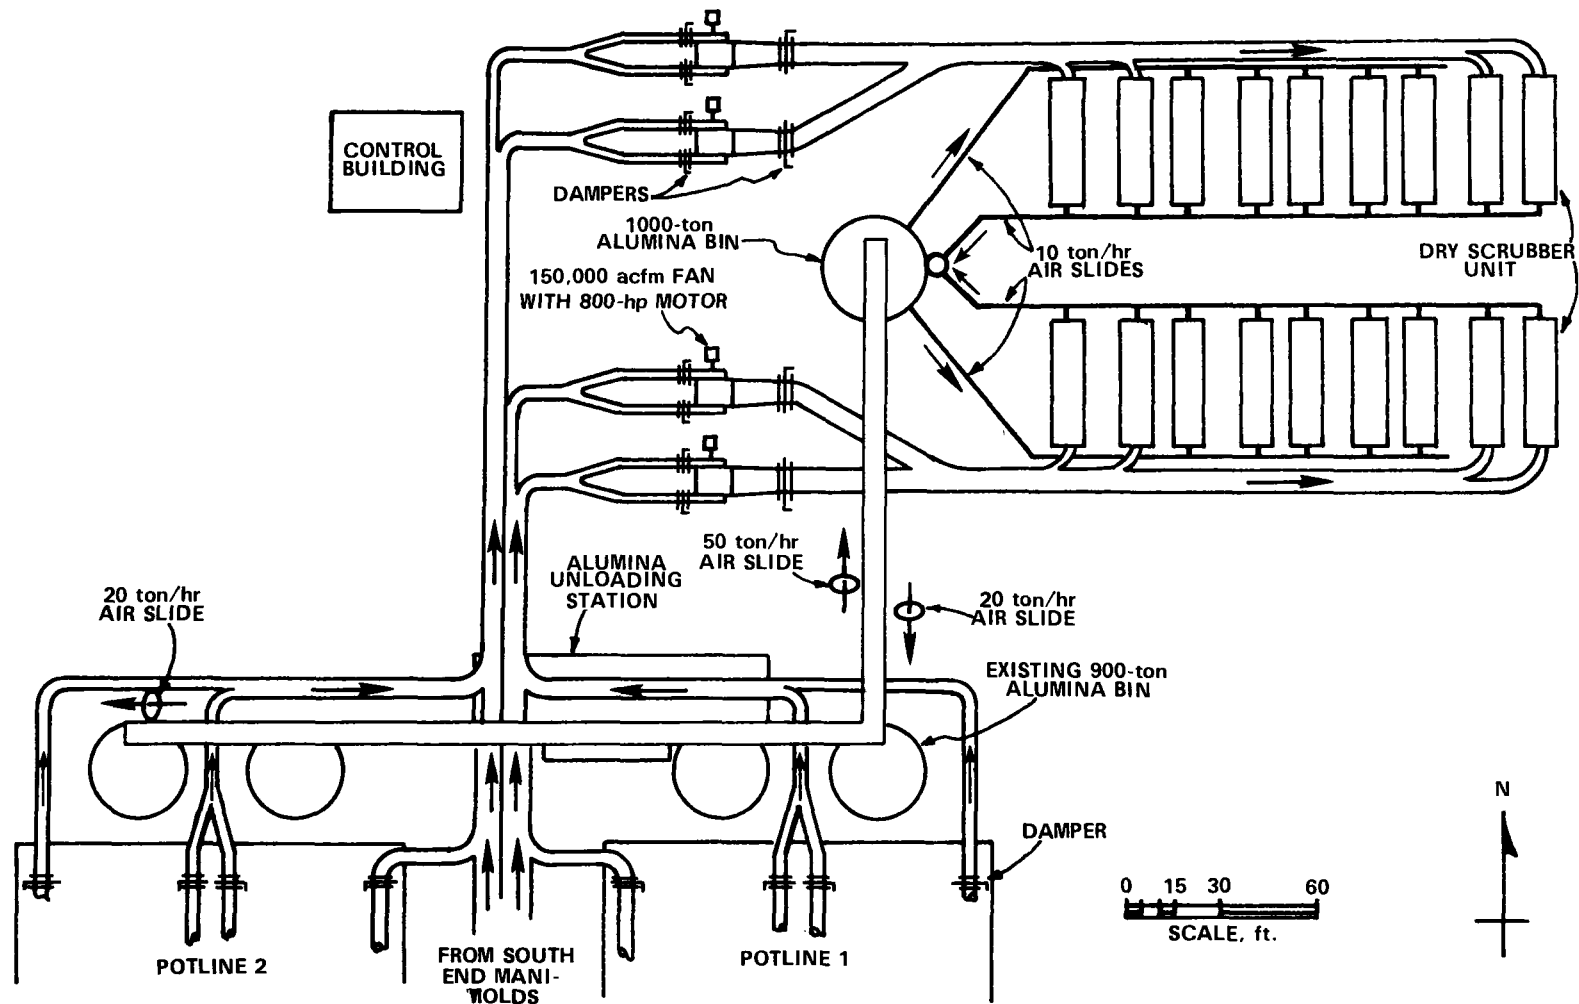 CONTROL
BUILDING
DAMPERS
1000-ton
ALUMINA BIN
150,000 acfm FAN
WITH 800-hp MOTOR
10 ton/hr
AIR SLIDES
DRY SCRUBBER
UNIT
50 ton/hr
AIR SLIDE
ALUMINA
UNLOADING
STATION
20 ton/hr
AIR SLIDE
20 ton/hr
AIR SLIDE
EXISTING 900-ton
ALUMINA BIN
N
DAMPER
0 15 30 60
SCALE, ft.
POTLINE 2
FROM SOUTH
END MANI-
FOLDS
POTLINE 1